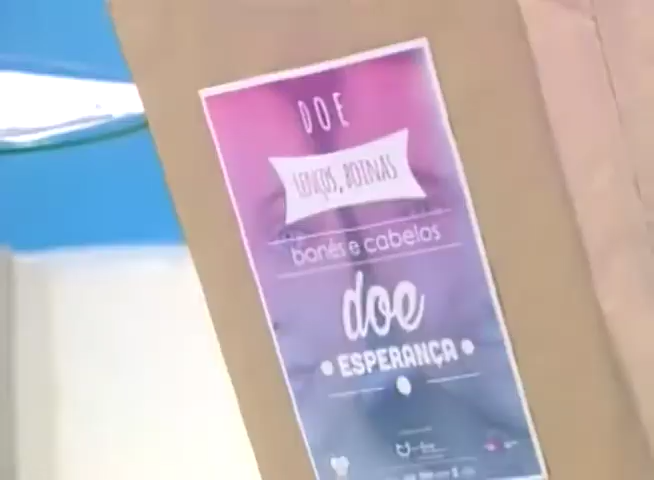 DOE
LENÇOS, BOINAS
bonés e cabelos
doe
ESPERANÇA